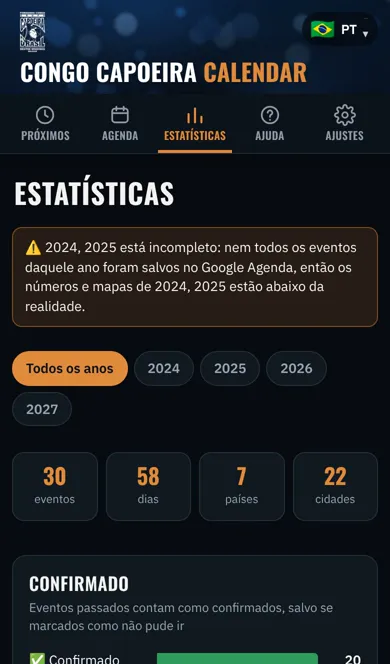 BRASIL
PT
CONGO CAPOEIRA CALENDAR
PRÓXIMOS
AGENDA
ESTATÍSTICAS
AJUDA
AJUSTES
ESTATÍSTICAS
⚠️ 2024, 2025 está incompleto: nem todos os eventos
daquele ano foram salvos no Google Agenda, então os
números e mapas de 2024, 2025 estão abaixo da
realidade.
Todos os anos
2024
2025
2026
2027
30
eventos
58
dias
7
países
22
cidades
CONFIRMADO
Eventos passados contam como confirmados, salvo se
marcados como não pude ir
✅ Confirmado
20